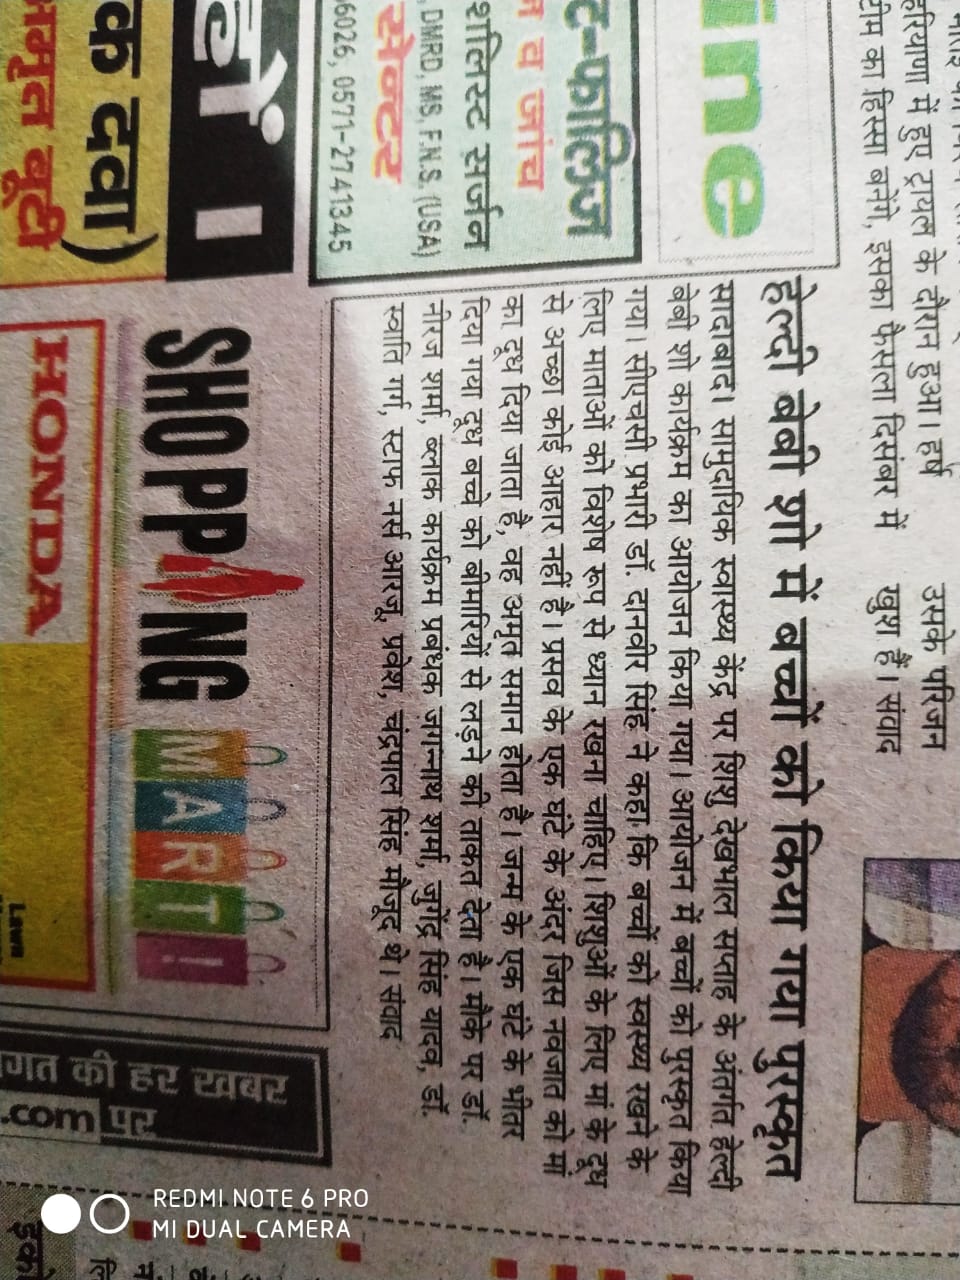 हरियाणा में हुए ट्रायल के दौरान हुआ। हर्ष
टीम का हिस्सा बनेंगे, इसका फैसला दिसंबर में
उसके परिजन
खुश हैं। संवाद
ine
ट-फालिज
न व जांच
शलिस्ट सर्जन
DMRD, MS, F.N.S. (USA)
सेन्टर
6026, 0571-2741345
हेल्दी बेबी शो में बच्चों को किया गया पुरस्कृत
सादाबाद। सामुदायिक स्वास्थ्य केंद्र पर शिशु देखभाल सप्ताह के अंतर्गत हेल्दी
बेबी शो कार्यक्रम का आयोजन किया गया। आयोजन में बच्चों को पुरस्कृत किया
गया। सीएचसी प्रभारी डॉ. दानवीर सिंह ने कहा कि बच्चों को स्वस्थ्य रखने के
लिए माताओं को विशेष रूप से ध्यान रखना चाहिए। शिशुओं के लिए मां के दूध
से अच्छा कोई आहार नहीं है। प्रसव के एक घंटे के अंदर जिस नवजात को मां
का दूध दिया जाता है, वह अमृत समान होता है। जन्म के एक घंटे के भीतर
दिया गया दूध बच्चे को बीमारियों से लड़ने की ताकत देता है। मौके पर डॉ.
नीरज शर्मा, ब्लाक कार्यक्रम प्रबंधक जगन्नाथ शर्मा, जुगेंद्र सिंह यादव, डॉ.
स्वाति गर्ग, स्टाफ नर्स आरजू, प्रवेश, चंद्रपाल सिंह मौजूद थे। संवाद
हों।
क दवा)
अमृत बूटी
SHOPPING
MART!
HONDA
Lawn
गत की हर खबर
.com पर
इको
REDMI NOTE 6 PRO
MI DUAL CAMERA